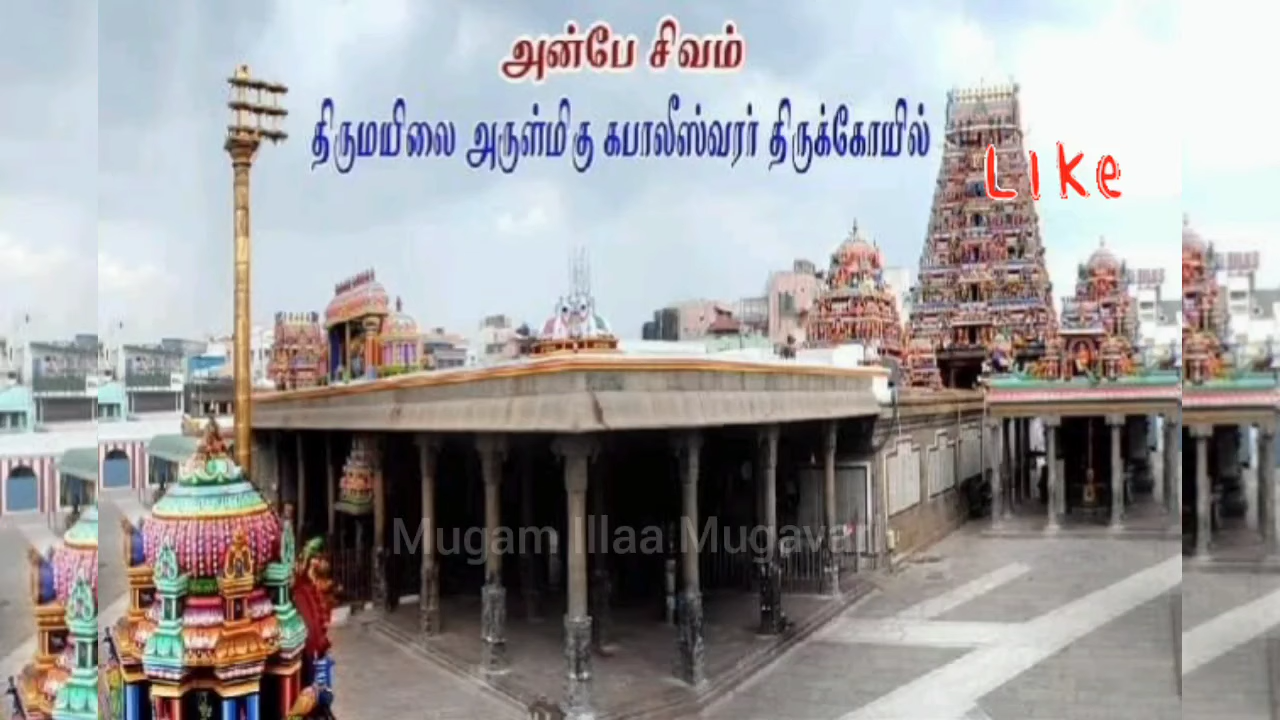 அன்பே சிவம்
திருமயிலை அருள்மிகு கபாலீஸ்வரர் திருக்கோயில்
LIKe
Mugam Illaa Mugavari